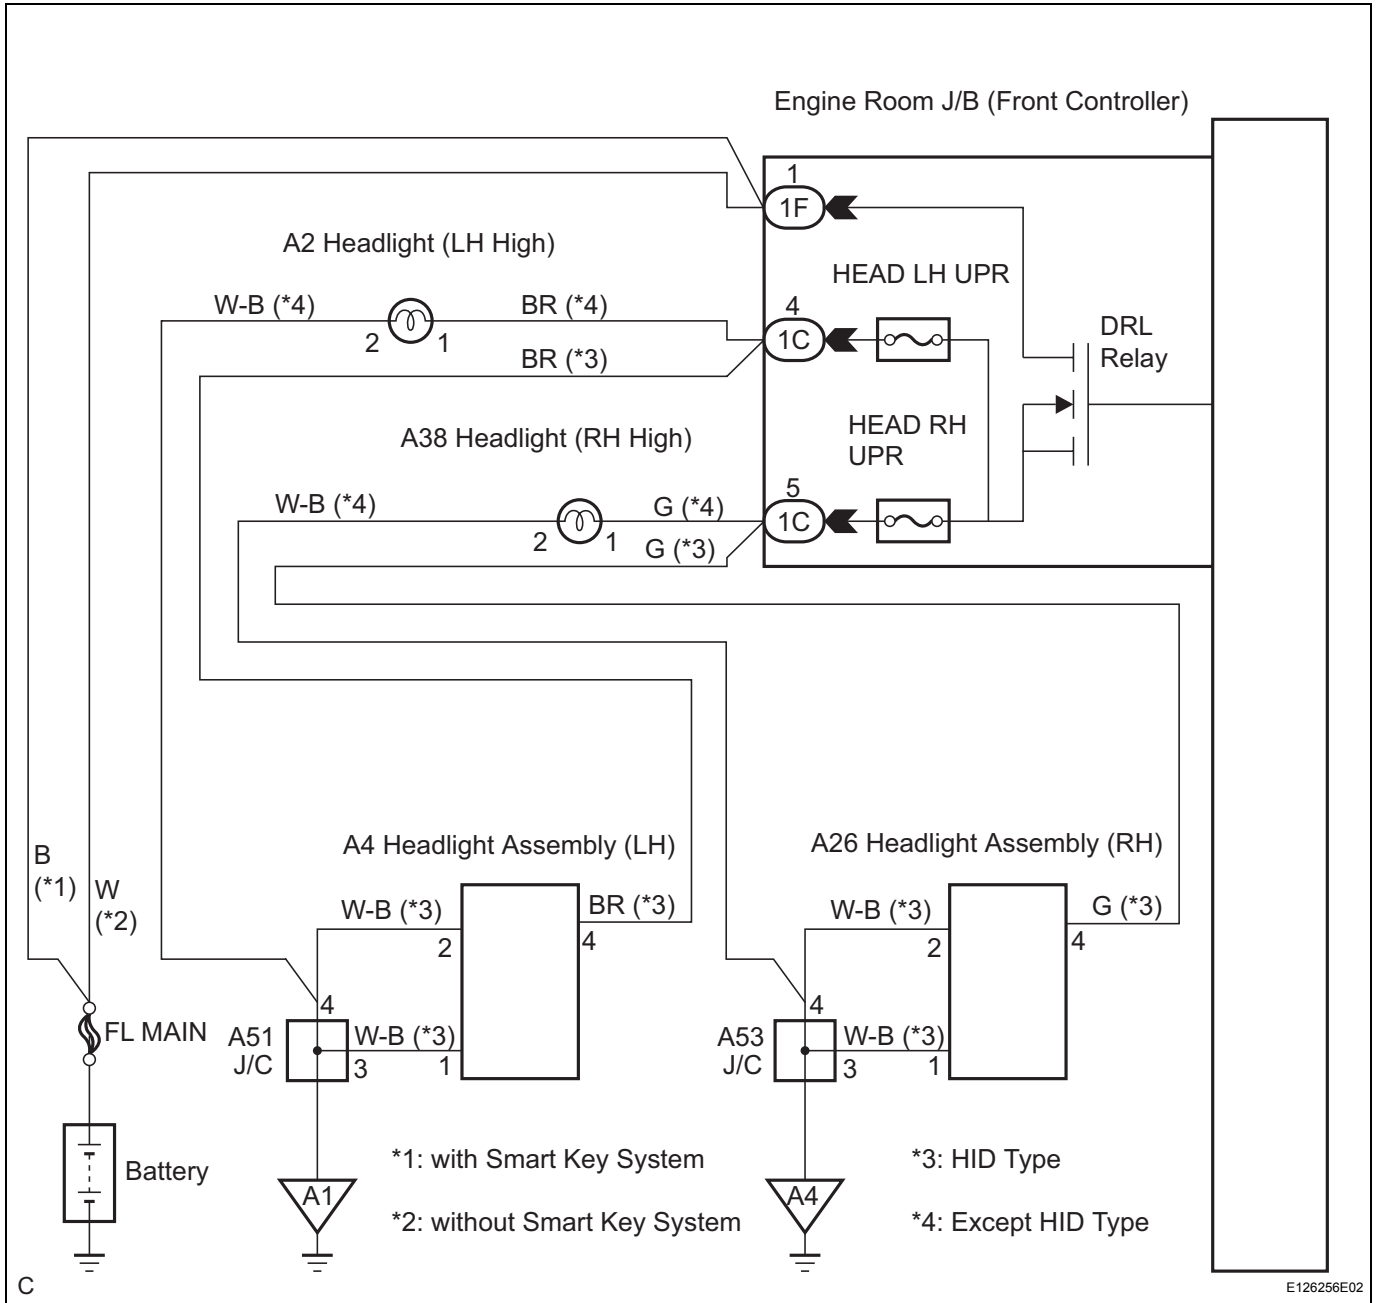 Engine Room J/B (Front Controller)
1
1F
A2 Headlight (LH High)
HEAD LH UPR
W-B (*4)
BR (*4)
4
DRL
Relay
2
1
1C
BR (*3)
A38 Headlight (RH High)
HEAD RH
UPR
5
W-B (*4)
G (*4)
1C
2
1
G (*3)
A4 Headlight Assembly (LH)
A26 Headlight Assembly (RH)
B
(*1)
W
(*2)
W-B (*3)
BR (*3)
W-B (*3)
G (*3)
2
4
2
4
4
4
FL MAIN
A51
J/C
W-B (*3)
3
1
A53
J/C
W-B (*3)
3
1
Battery
*1: with Smart Key System
*3: HID Type
A1
A4
*2: without Smart Key System
*4: Except HID Type
C
E126256E02